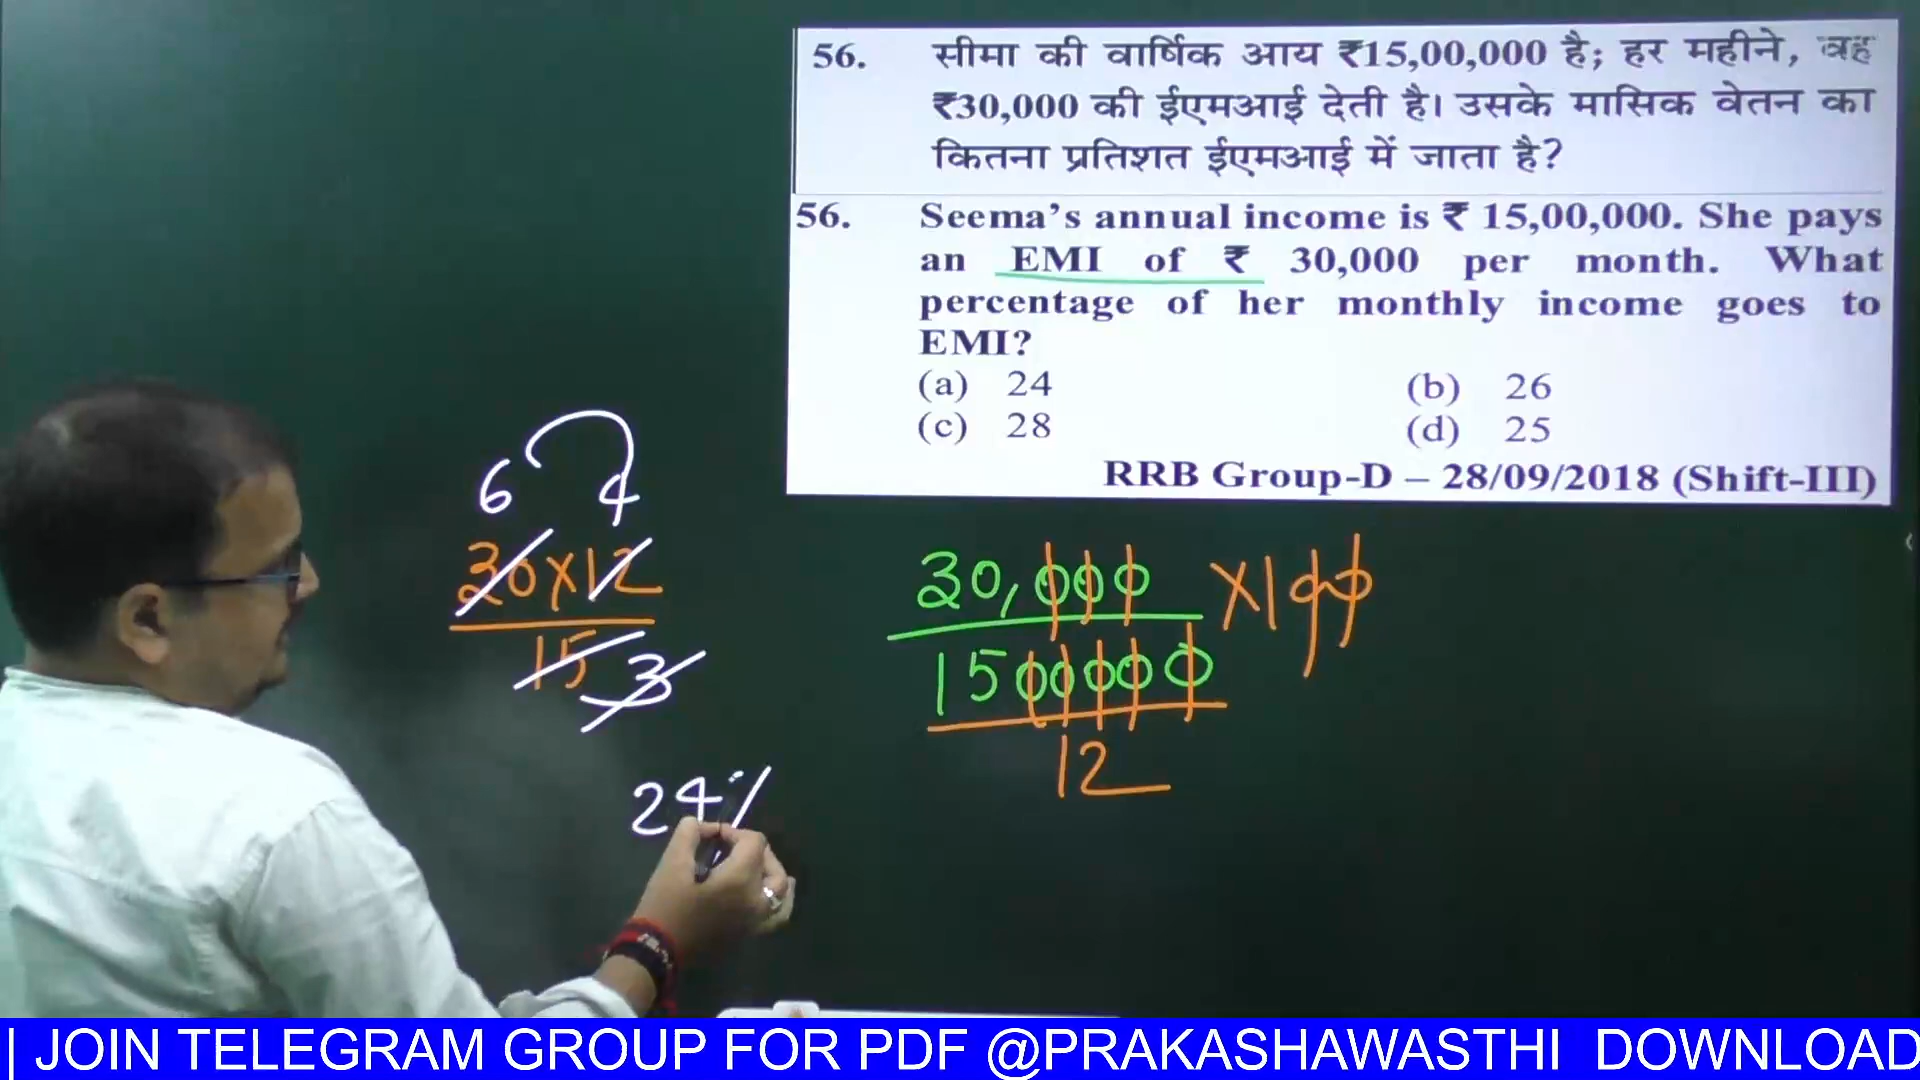 56. सीमा की वार्षिक आय ₹15,00,000 है; हर महीने, वह
₹30,000 की ईएमआई देती है। उसके मासिक वेतन का
कितना प्रतिशत ईएमआई में जाता है?
56. Seema's annual income is ₹ 15,00,000. She pays
an EMI of ₹ 30,000 per month. What
percentage of her monthly income goes to
EMI?
(a) 24 (b) 26
(c) 28 (d) 25
RRB Group-D – 28/09/2018 (Shift-III)
6 4
30x12
15 3
24%
30,000 X100
1500000
12
| JOIN TELEGRAM GROUP FOR PDF @PRAKASHAWASTHI DOWNLOAD